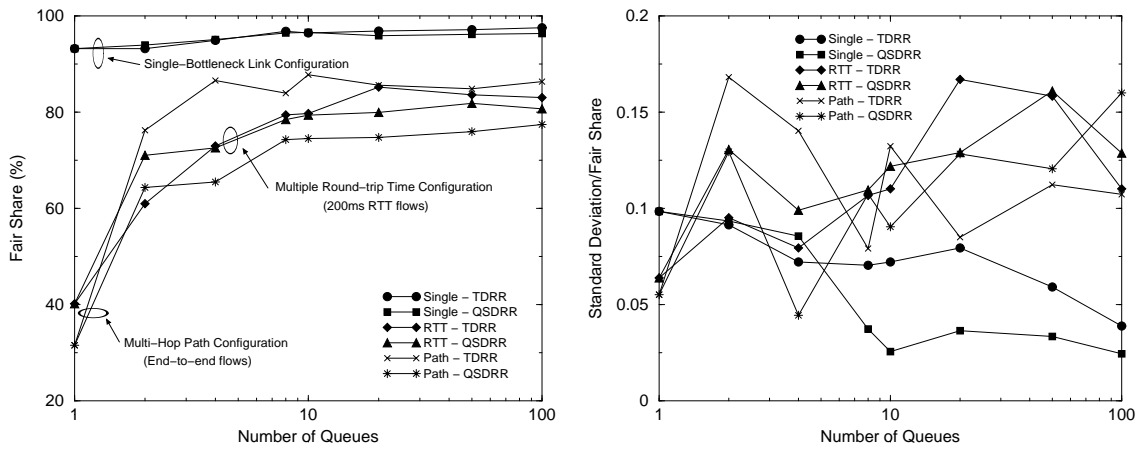 100
80
60
40
20
1
10
100
Fair Share (%)
Number of Queues
Single–Bottleneck Link Configuration
Multiple Round–trip Time Configuration
(200ms RTT flows)
Multi–Hop Path Configuration
(End–to–end flows)
Single – TDRR
Single – QSDRR
RTT – TDRR
RTT – QSDRR
Path – TDRR
Path – QSDRR
0.2
0.15
0.1
0.05
0
1
10
100
Standard Deviation/Fair Share
Number of Queues
Single – TDRR
Single – QSDRR
RTT – TDRR
RTT – QSDRR
Path – TDRR
Path – QSDRR